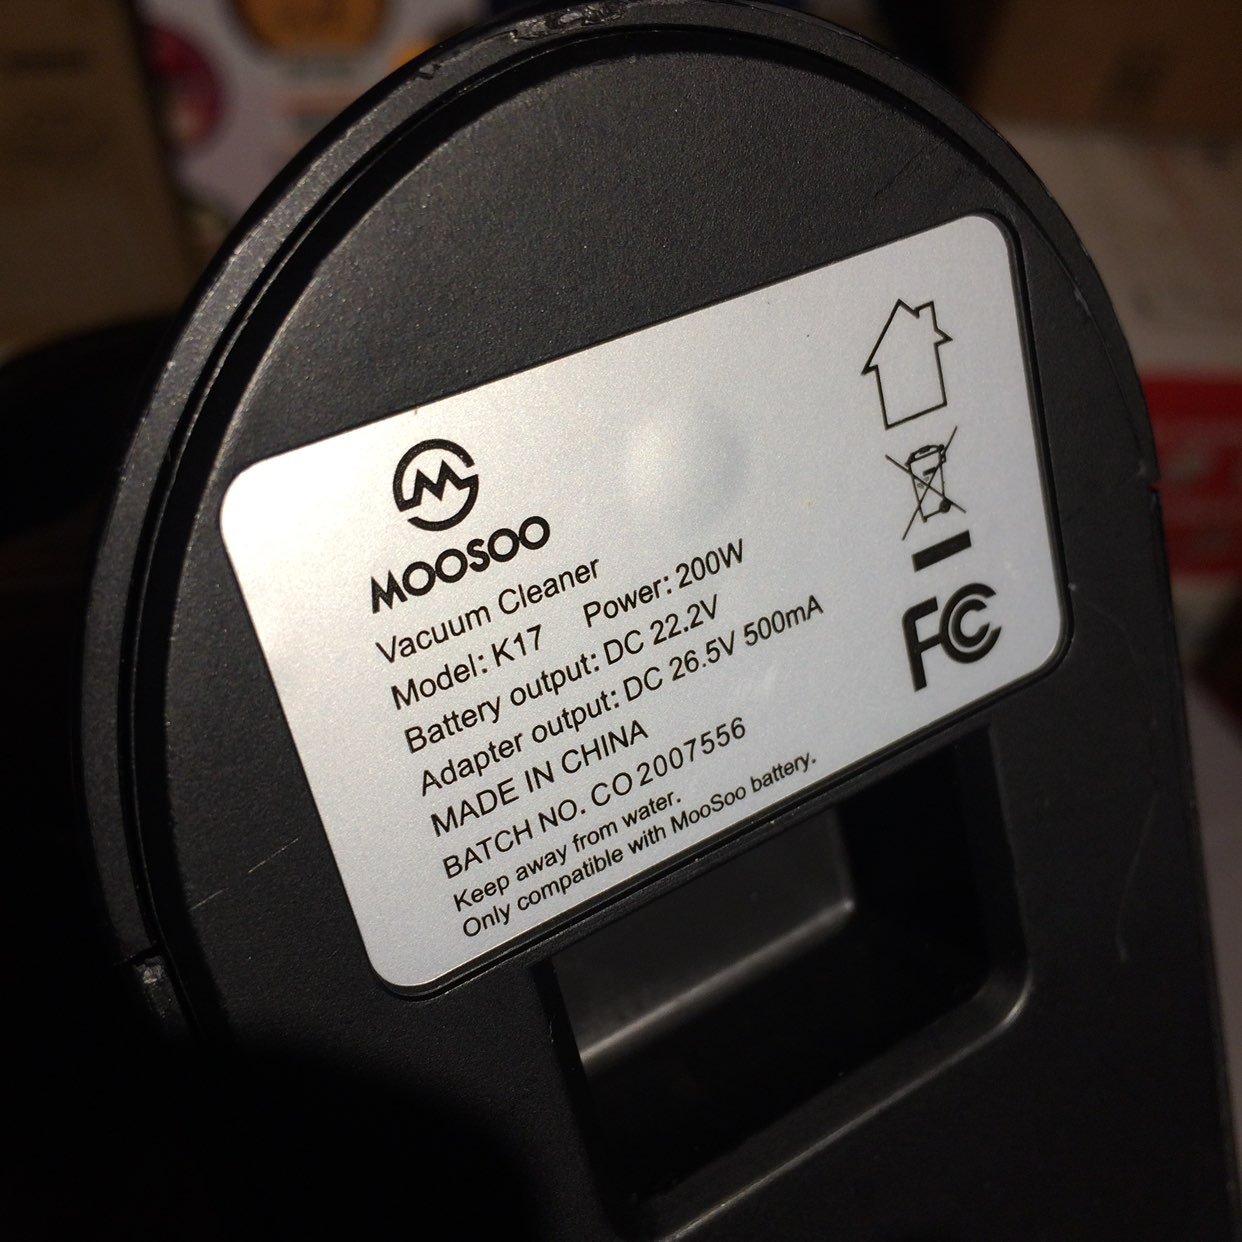 MOOSOO
Vacuum Cleaner
Model: K17 Power: 200W
Battery output: DC 22.2V
Adapter output: DC 26.5V 500mA
MADE IN CHINA
BATCH NO. CO 2007556
Keep away from water.
Only compatible with MooSoo battery.
FC